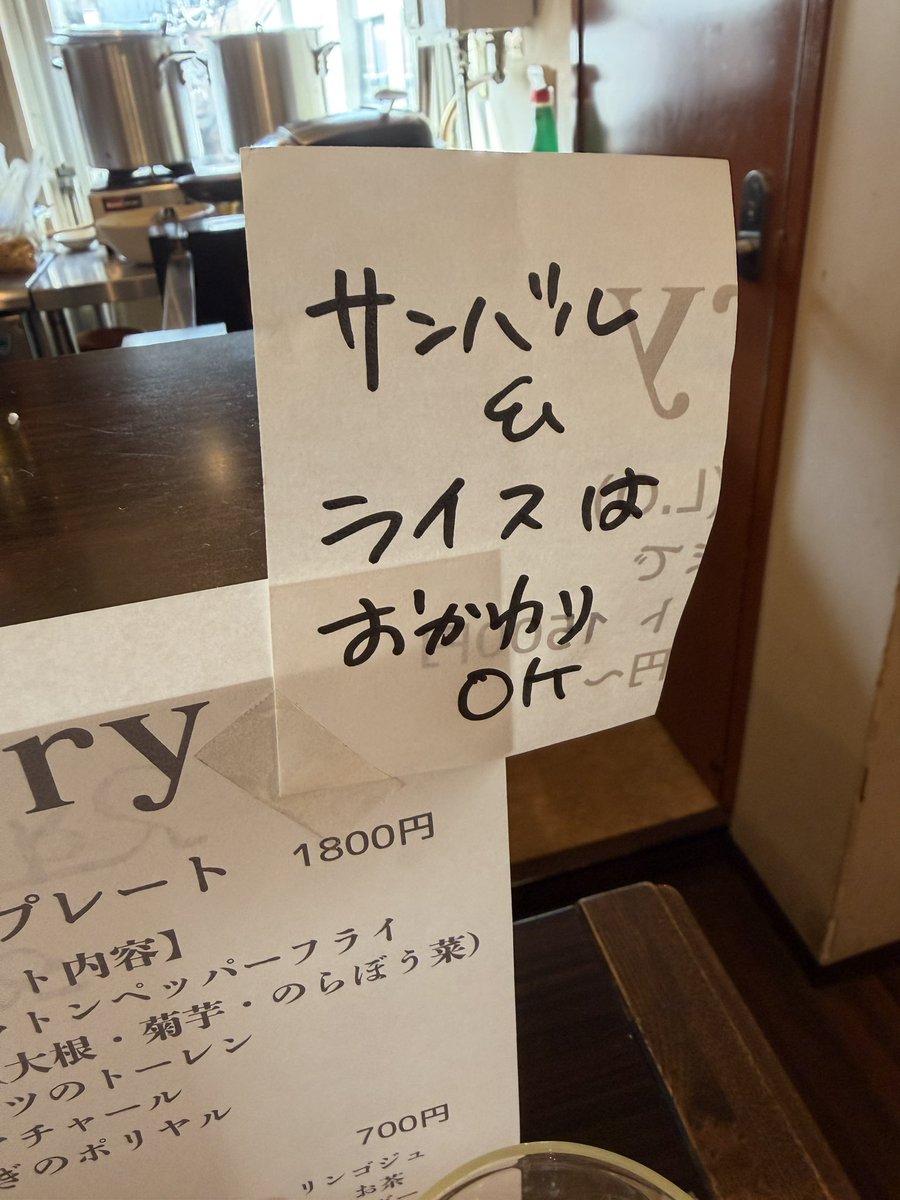 サンバル
&
ライスは
おかわり
OK
ry
プレート 1800円
ト内容】
トンペッパーフライ
大根・菊芋・のらぼう菜)
ツのトーレン
チャール
ぎのポリヤル
700円
リンゴジュ
お茶